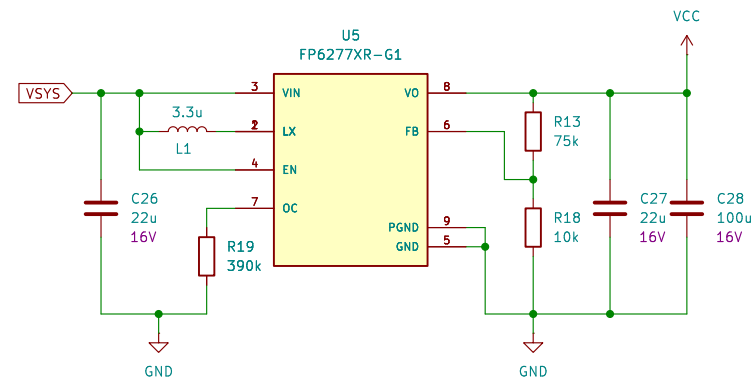 VCC
U5
FP6277XR-G1
VSYS
3
VIN
VO
8
3.3u
LX
FB
6
R13
75k
L1
4
EN
C26
22u
16V
7
OC
R19
390k
PGND
9
GND
5
R18
10k
C27
22u
16V
C28
100u
16V
GND
GND